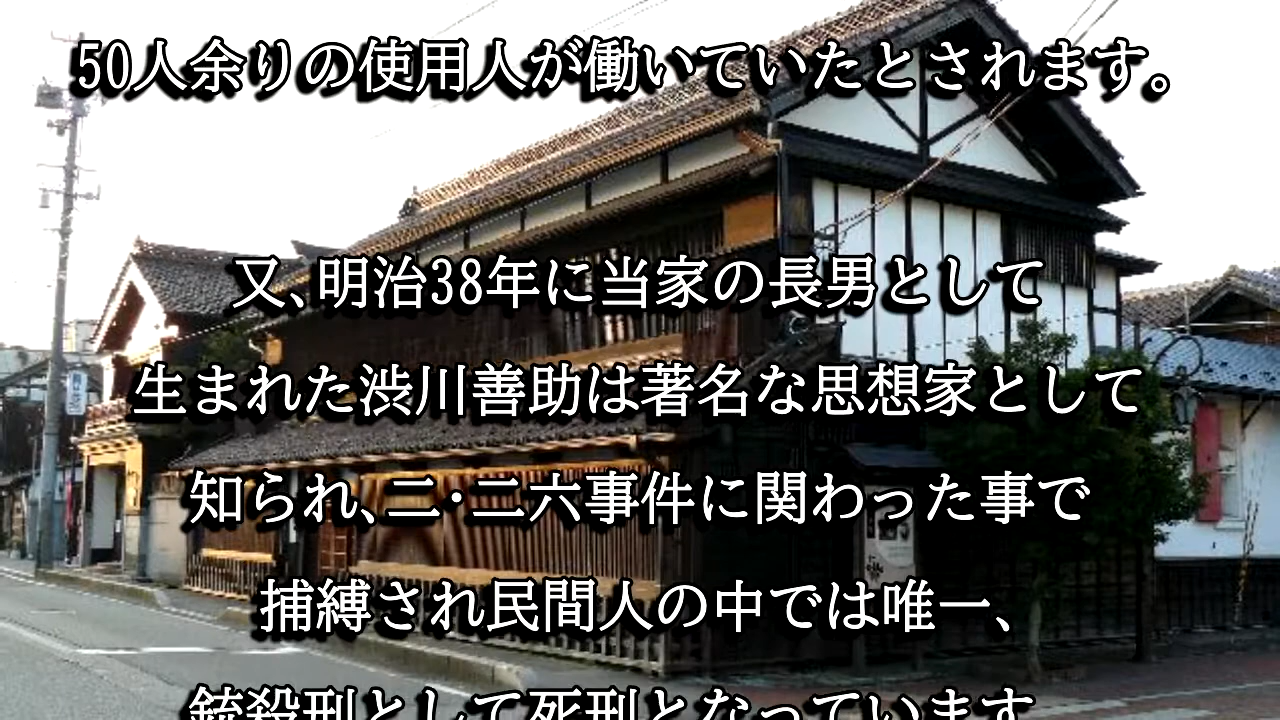 50人余りの使用人が働いていたとされます。
又、明治38年に当家の長男として
生まれた渋川善助は著名な思想家として
知られ、二・二六事件に関わった事で
捕縛され民間人の中では唯一、
銃殺刑として死刑となっています